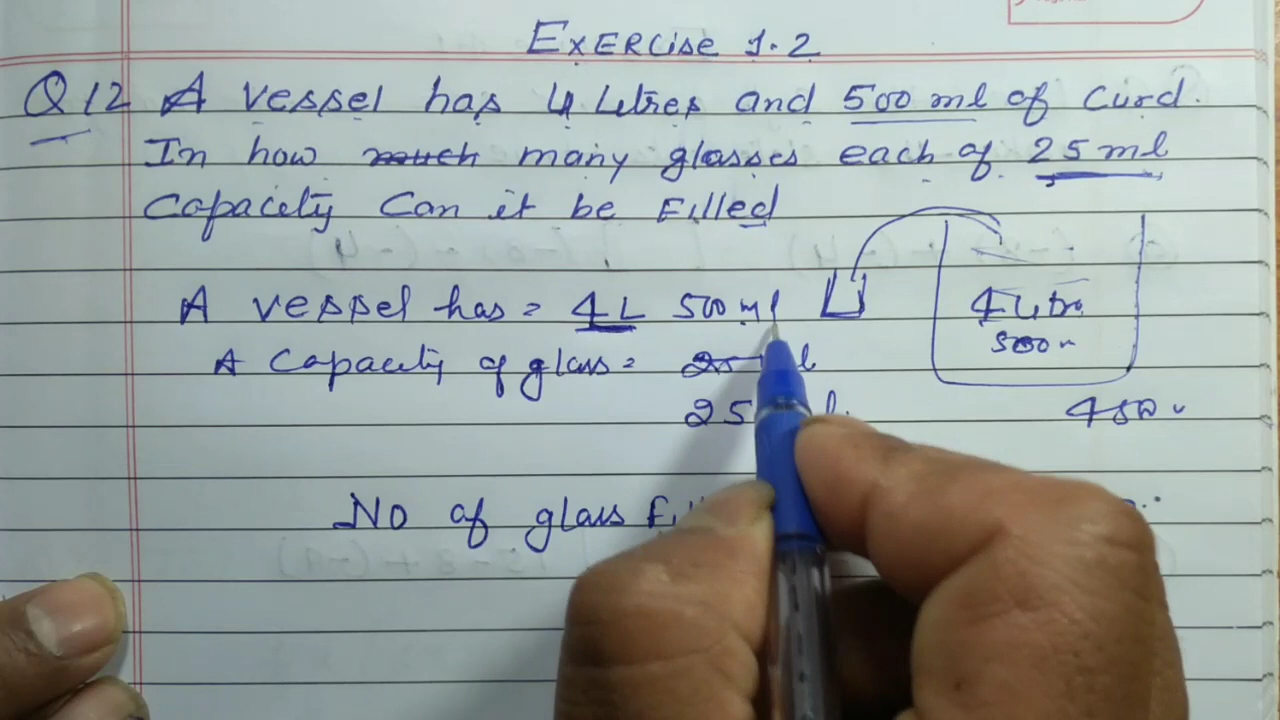 EXERCise 1.2
Q12 A vessel has 4 Litres and 500 ml of Curd.
In how much many glasses each of 25 ml
Capacity Can it be Filled
A vessel has = 4L 500 ml
4 Litre
500
A Capacity of glass =
25
450
No of glass